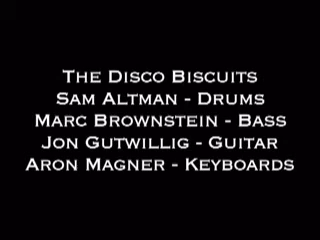 The Disco Biscuits
Sam Altman - Drums
Marc Brownstein - Bass
Jon Gutwillig - Guitar
Aron Magner - Keyboards